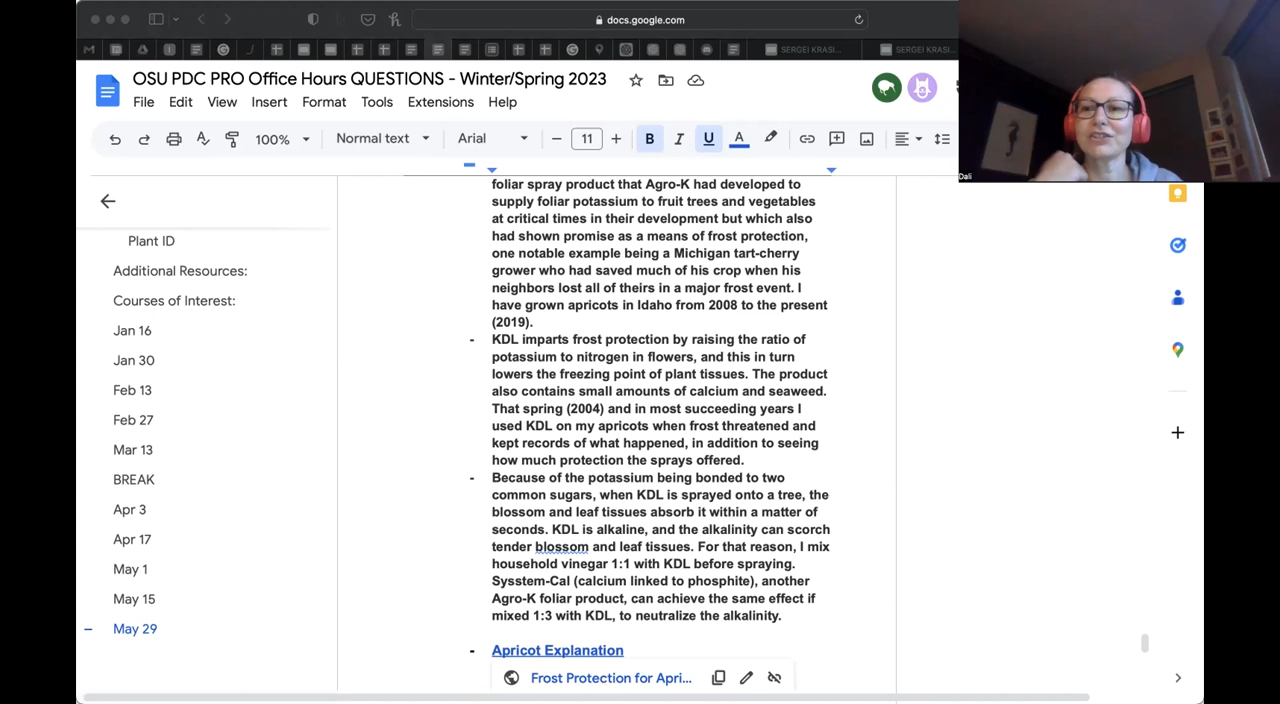 docs.google.com
SERGEI KRASI...
SERGEI KRASI...
OSU PDC PRO Office Hours QUESTIONS - Winter/Spring 2023
File Edit View Insert Format Tools Extensions Help
100% Normal text Arial 11 B I U A
Dali
Plant ID
Additional Resources:
Courses of Interest:
Jan 16
Jan 30
Feb 13
Feb 27
Mar 13
BREAK
Apr 3
Apr 17
May 1
May 15
May 29
foliar spray product that Agro-K had developed to
supply foliar potassium to fruit trees and vegetables
at critical times in their development but which also
had shown promise as a means of frost protection,
one notable example being a Michigan tart-cherry
grower who had saved much of his crop when his
neighbors lost all of theirs in a major frost event. I
have grown apricots in Idaho from 2008 to the present
(2019).
- KDL imparts frost protection by raising the ratio of
potassium to nitrogen in flowers, and this in turn
lowers the freezing point of plant tissues. The product
also contains small amounts of calcium and seaweed.
That spring (2004) and in most succeeding years I
used KDL on my apricots when frost threatened and
kept records of what happened, in addition to seeing
how much protection the sprays offered.
- Because of the potassium being bonded to two
common sugars, when KDL is sprayed onto a tree, the
blossom and leaf tissues absorb it within a matter of
seconds. KDL is alkaline, and the alkalinity can scorch
tender blossom and leaf tissues. For that reason, I mix
household vinegar 1:1 with KDL before spraying.
Sysstem-Cal (calcium linked to phosphite), another
Agro-K foliar product, can achieve the same effect if
mixed 1:3 with KDL, to neutralize the alkalinity.
- Apricot Explanation
Frost Protection for Apri...